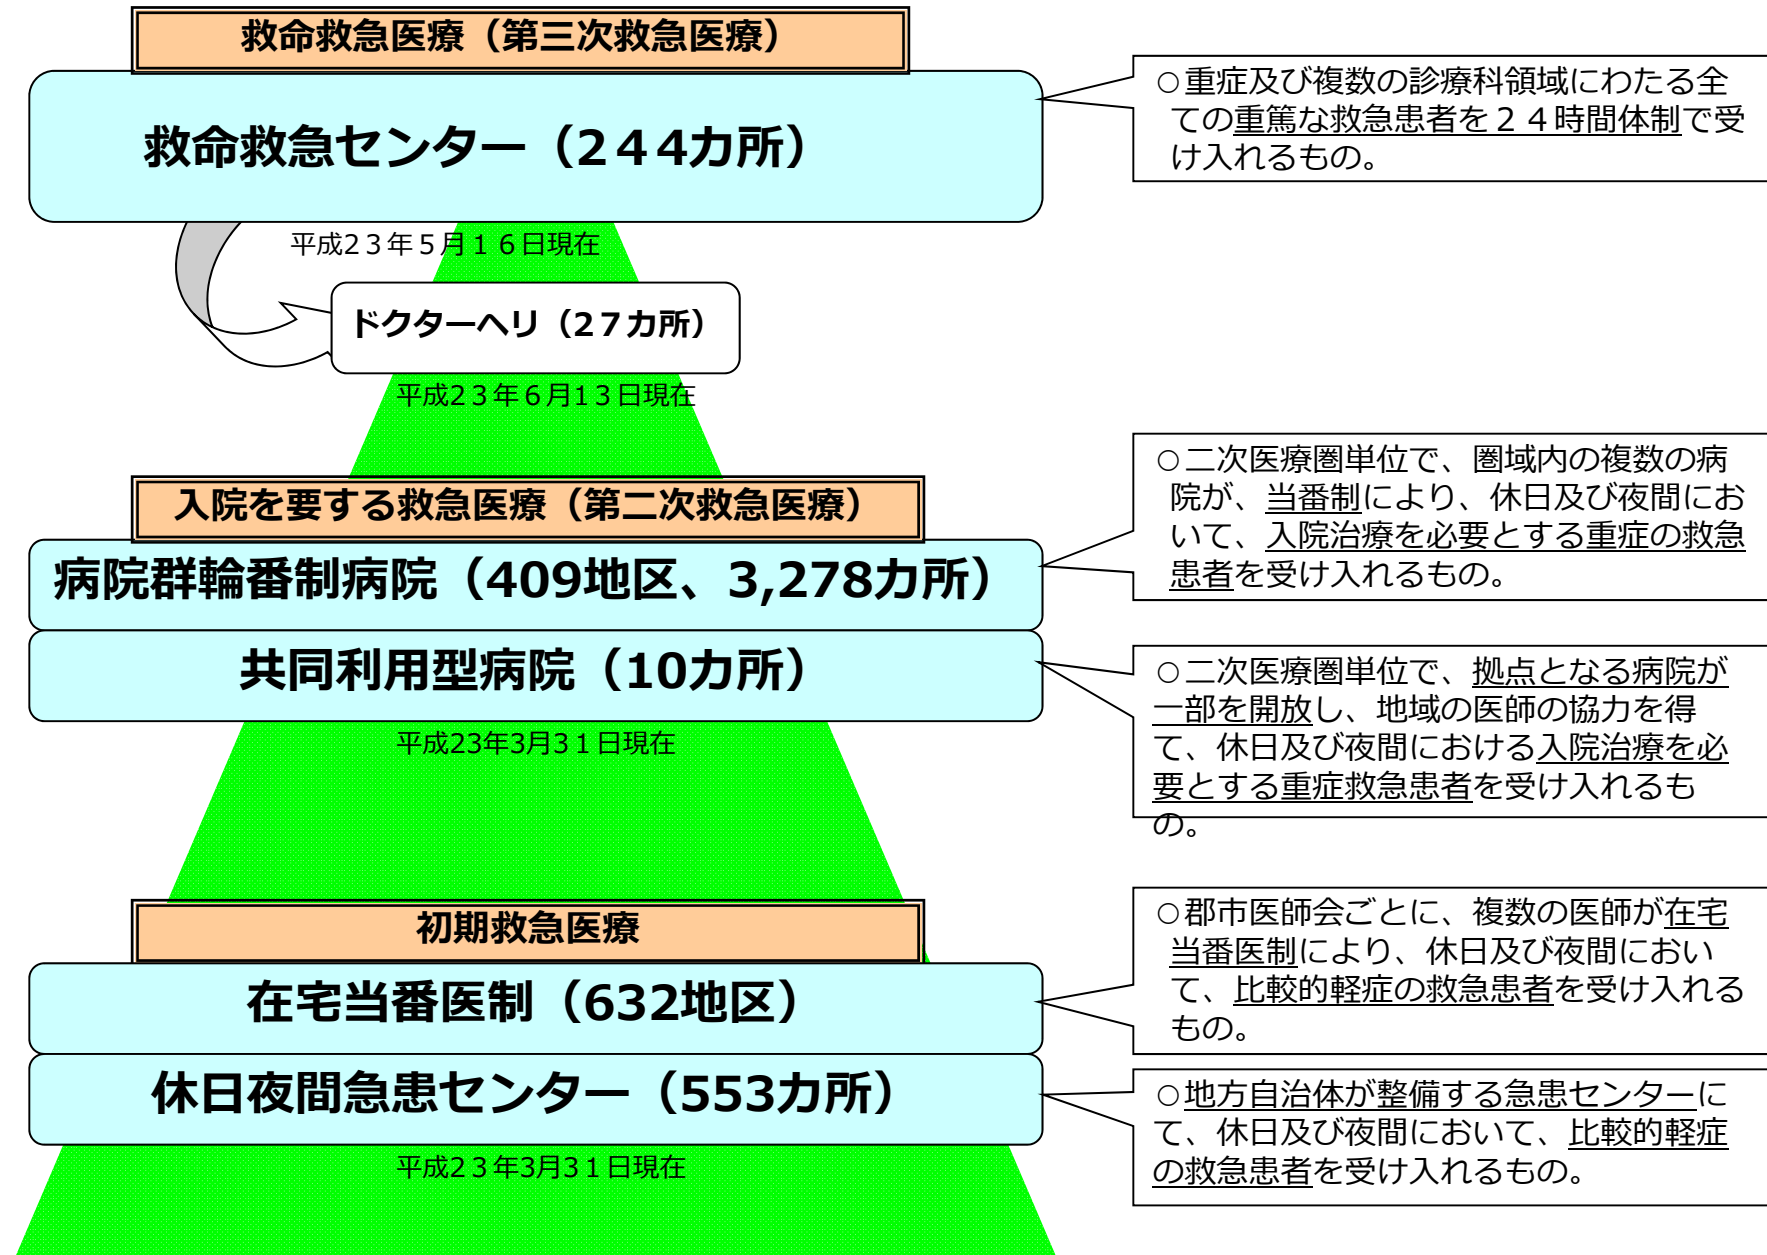 救命救急医療（第三次救急医療）
救命救急センター（２４４カ所）
平成２３年５月１６日現在
ドクターヘリ（２７カ所）
平成２３年６月１３日現在
○重症及び複数の診療科領域にわたる全
ての重篤な救急患者を２４時間体制で受
け入れるもの。
入院を要する救急医療（第二次救急医療）
病院群輪番制病院（409地区、3,278カ所）
共同利用型病院（10カ所）
平成23年3月３１日現在
○二次医療圏単位で、圏域内の複数の病
院が、当番制により、休日及び夜間にお
いて、入院治療を必要とする重症の救急
患者を受け入れるもの。
○二次医療圏単位で、拠点となる病院が
一部を開放し、地域の医師の協力を得
て、休日及び夜間における入院治療を必
要とする重症救急患者を受け入れるも
の。
初期救急医療
在宅当番医制（632地区）
休日夜間急患センター（553カ所）
平成２３年3月３１日現在
○郡市医師会ごとに、複数の医師が在宅
当番医制により、休日及び夜間におい
て、比較的軽症の救急患者を受け入れる
もの。
○地方自治体が整備する急患センターに
て、休日及び夜間において、比較的軽症
の救急患者を受け入れるもの。